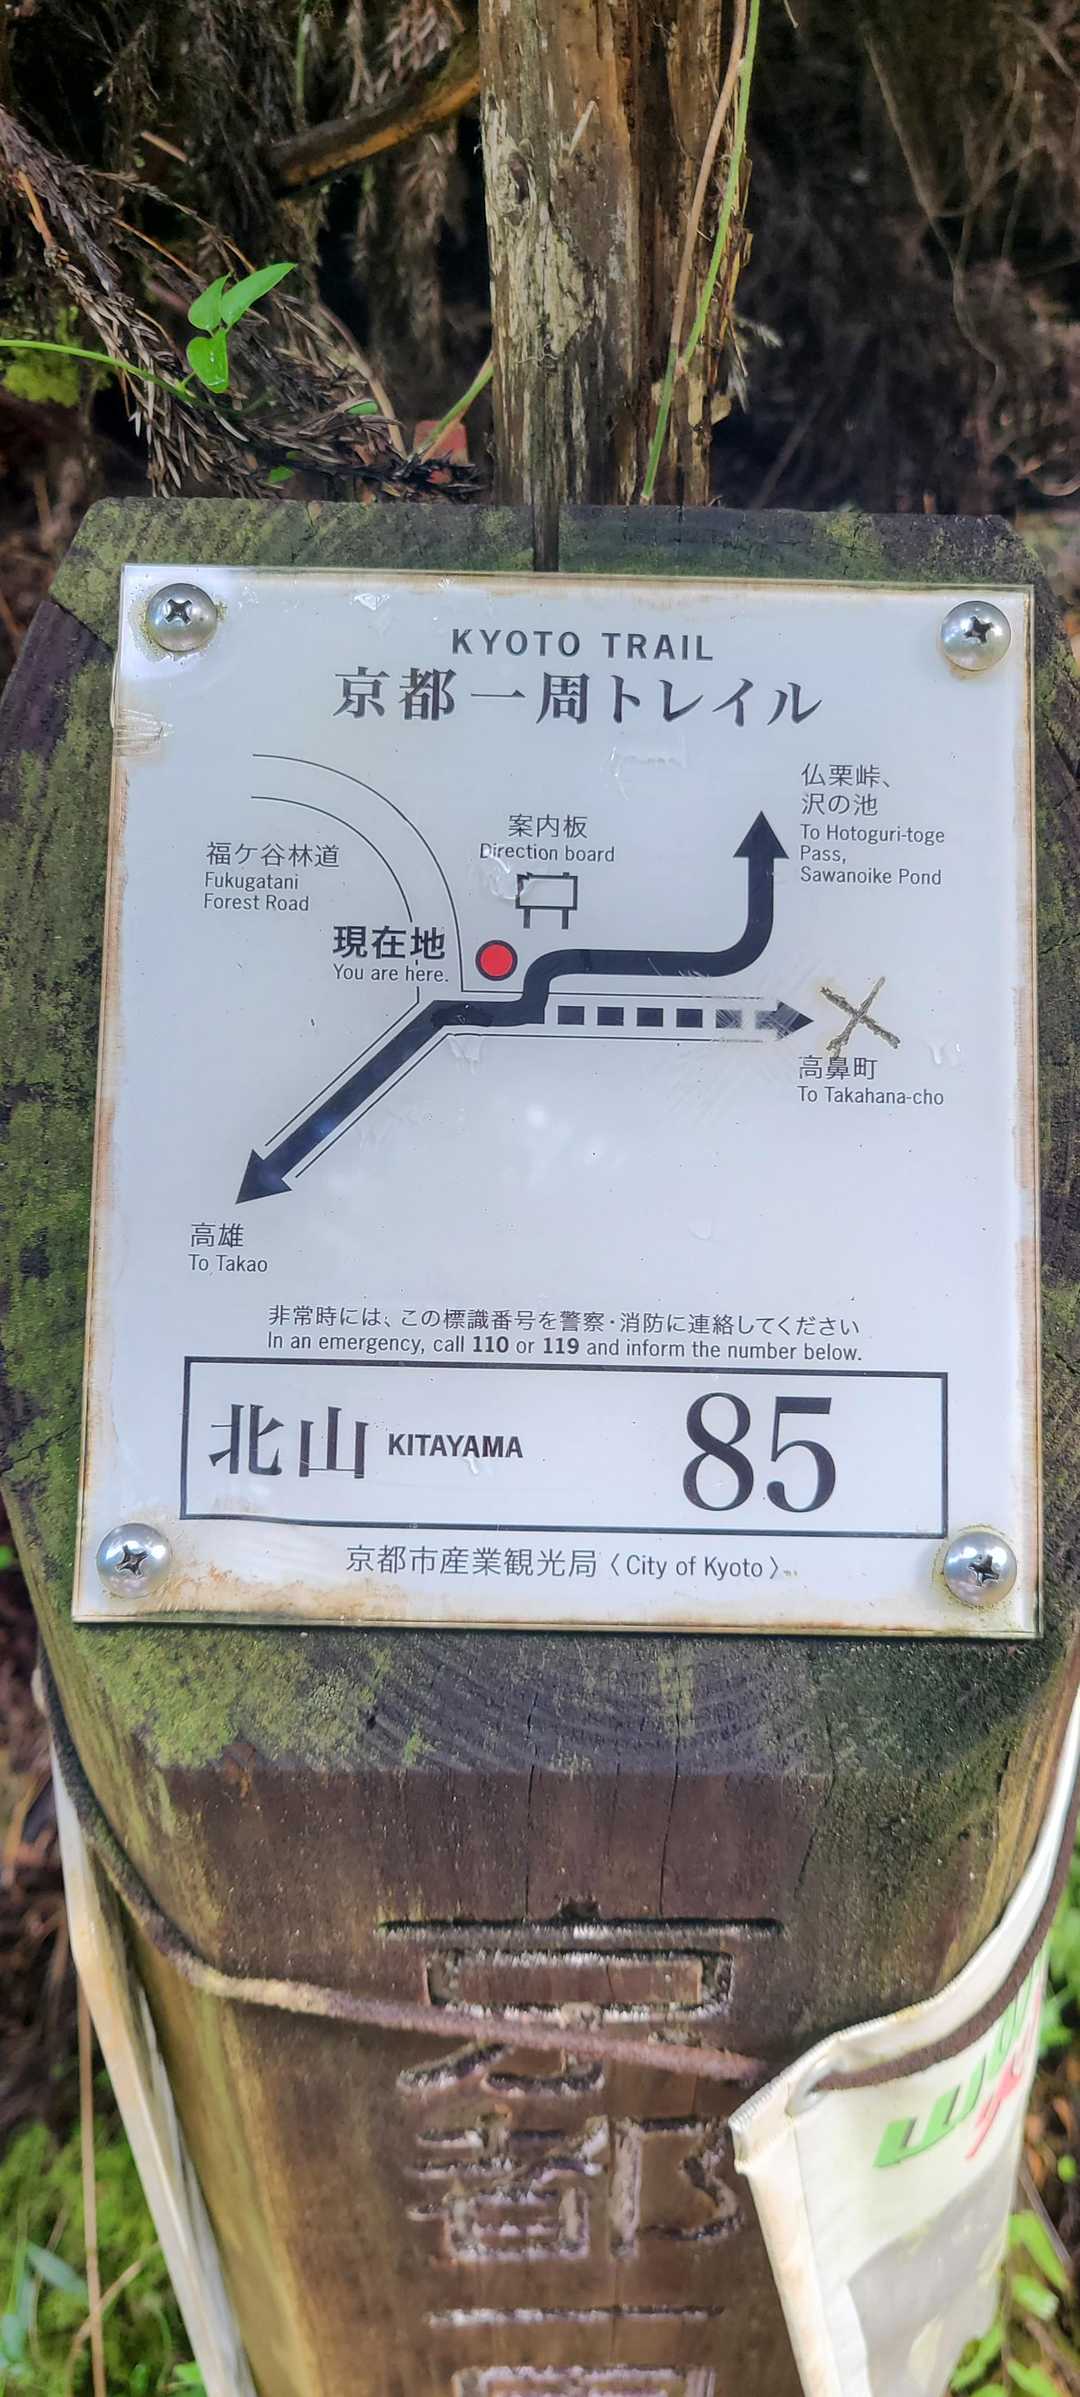 KYOTO TRAIL
京都一周トレイル
仏栗峠、
沢の池
To Hotoguri-toge
Pass,
Sawanoike Pond
案内板
Direction board
福ケ谷林道
Fukugatani
Forest Road
現在地
You are here.
高鼻町
To Takahana-cho
高雄
To Takao
非常時には、この標識番号を警察・消防に連絡してください
In an emergency, call 110 or 119 and inform the number below.
北山 KITAYAMA 85
京都市産業観光局〈City of Kyoto〉
京
都
一